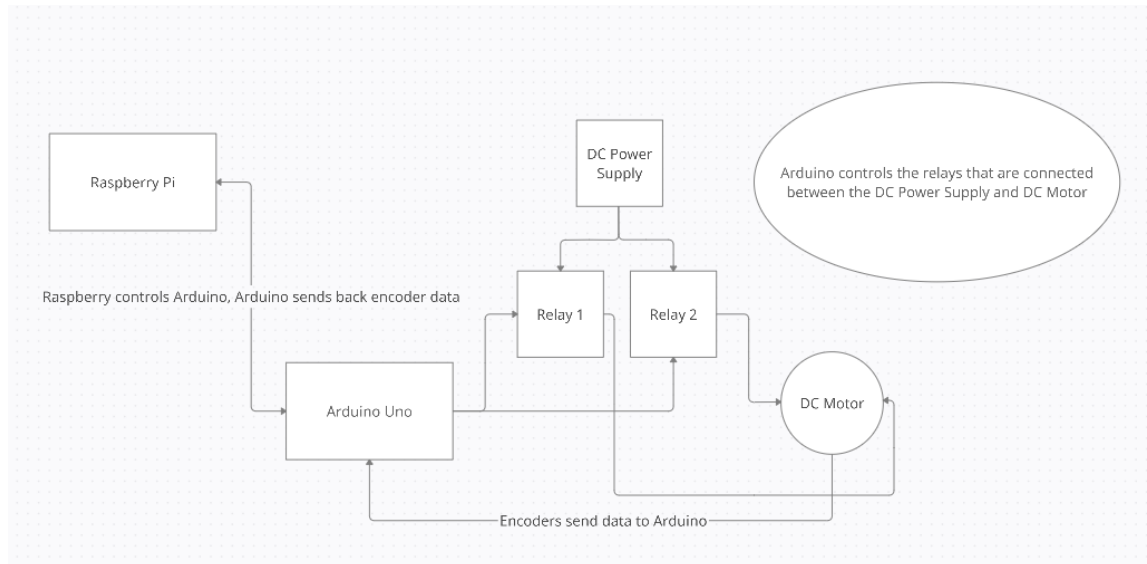 DC Power
Supply
Raspberry Pi
Arduino controls the relays that are connected
between the DC Power Supply and DC Motor
Raspberry controls Arduino, Arduino sends back encoder data
Relay 1
Relay 2
Arduino Uno
DC Motor
Encoders send data to Arduino